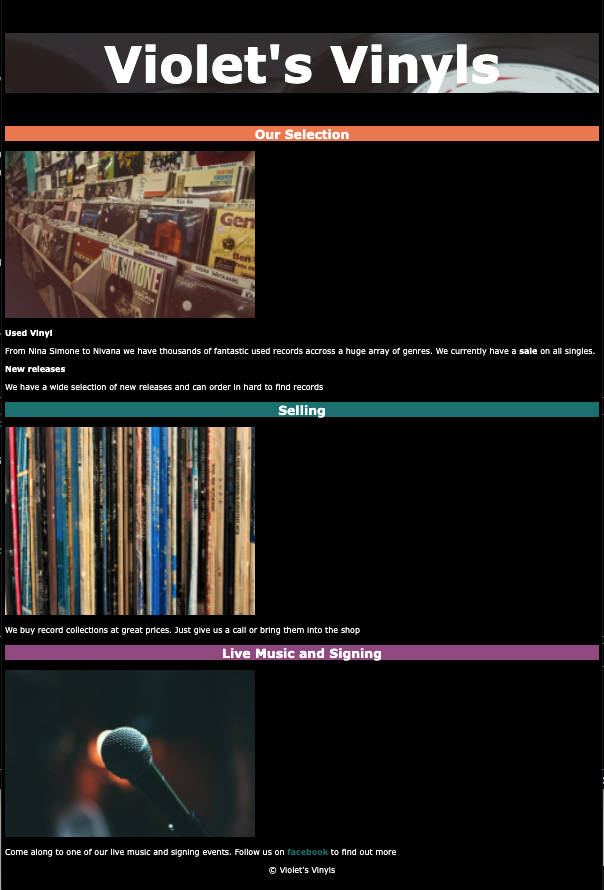 Violet's Vinyls
Our Selection
NINA SIMONE
Used Vinyl
From Nina Simone to Nivana we have thousands of fantastic used records accross a huge array of genres. We currently have a sale on all singles.
New releases
We have a wide selection of new releases and can order in hard to find records
Selling
We buy record collections at great prices. Just give us a call or bring them into the shop
Live Music and Signing
Come along to one of our live music and signing events. Follow us on facebook to find out more
© Violet's Vinyls